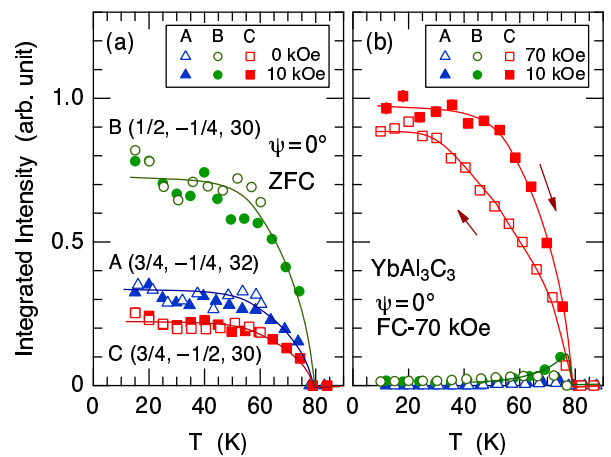 (a)
A B C
0 kOe
10 kOe
B (1/2, −1/4, 30)
ψ=0°
ZFC
A (3/4, −1/4, 32)
C (3/4, −1/2, 30)
Integrated Intensity (arb. unit)
1.0
0.5
0
0 20 40 60 80
T (K)
(b)
A B C
70 kOe
10 kOe
YbAl₃C₃
ψ=0°
FC-70 kOe
0 20 40 60 80
T (K)